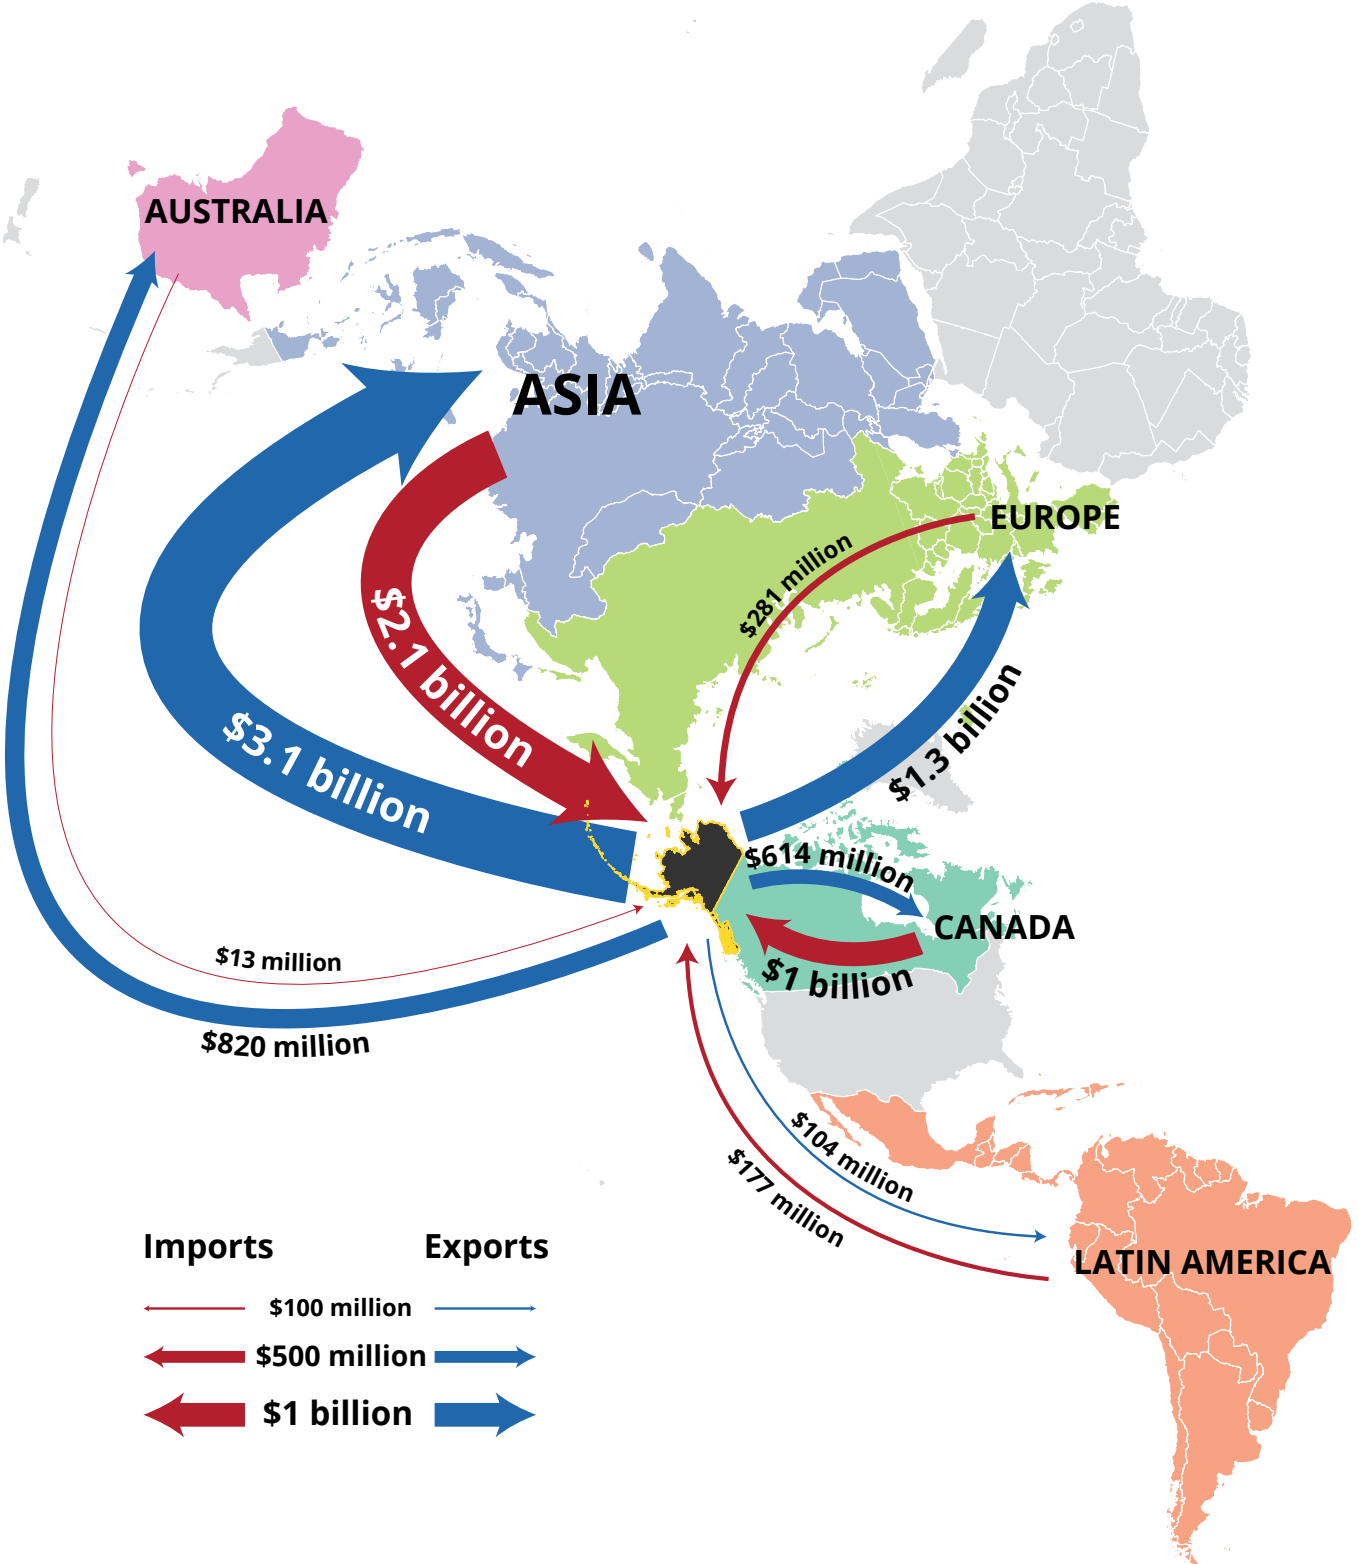 AUSTRALIA
ASIA
EUROPE
$281 million
$2.1 billion
$1.3 billion
$3.1 billion
$614 million
CANADA
$1 billion
$13 million
$820 million
$104 million
$177 million
LATIN AMERICA
Imports Exports
$100 million
$500 million
$1 billion